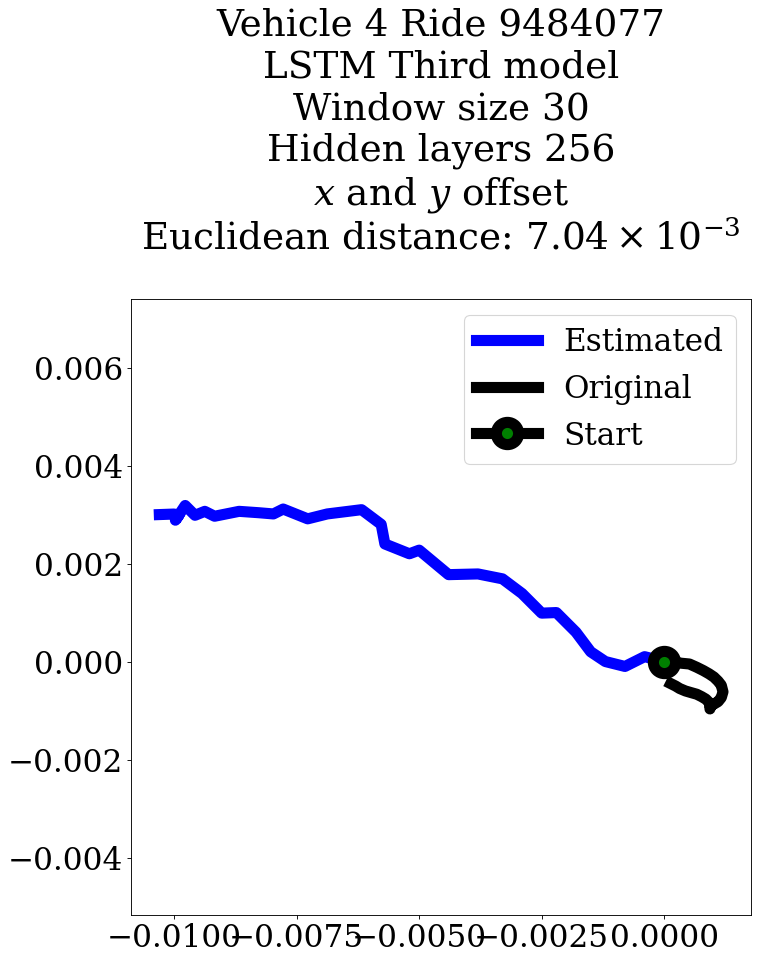 Vehicle 4 Ride 9484077
LSTM Third model
Window size 30
Hidden layers 256
x and y offset
Euclidean distance: 7.04 × 10⁻³
Estimated
Original
Start
0.006
0.004
0.002
0.000
−0.002
−0.004
−0.0100 −0.0075 −0.0050 −0.0025 0.0000